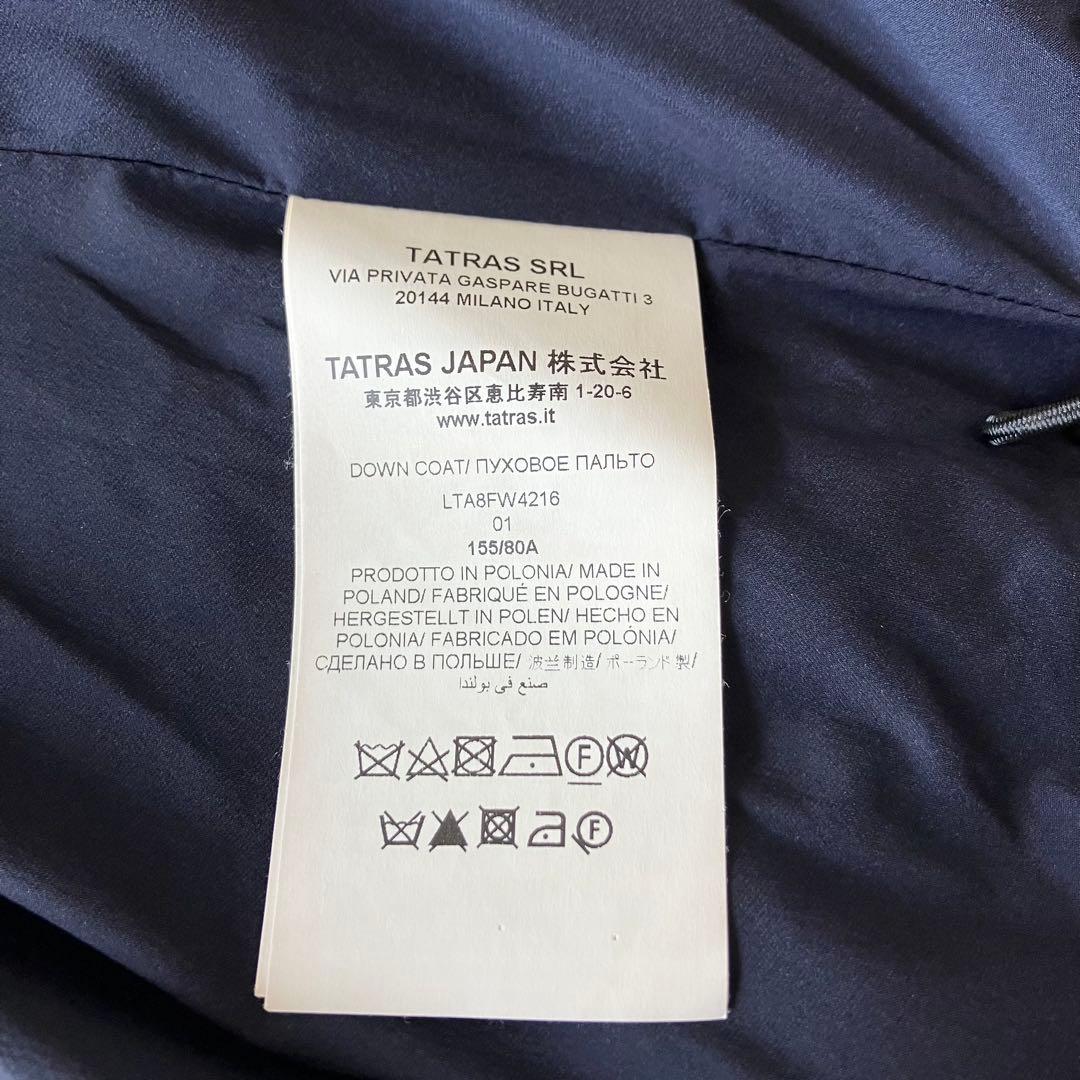 TATRAS SRL
VIA PRIVATA GASPARE BUGATTI 3
20144 MILANO ITALY
TATRAS JAPAN 株式会社
東京都渋谷区恵比寿南 1-20-6
www.tatras.it
DOWN COAT/ ПУХОВОЕ ПАЛЬТО
LTA8FW4216
01
155/80A
PRODOTTO IN POLONIA/ MADE IN
POLAND/ FABRIQUÉ EN POLOGNE/
HERGESTELLT IN POLEN/ HECHO EN
POLONIA/ FABRICADO EM POLÓNIA/
СДЕЛАНО В ПОЛЬШЕ/ 波兰制造/ ポーランド製/
صنع في بولندا
F W
F